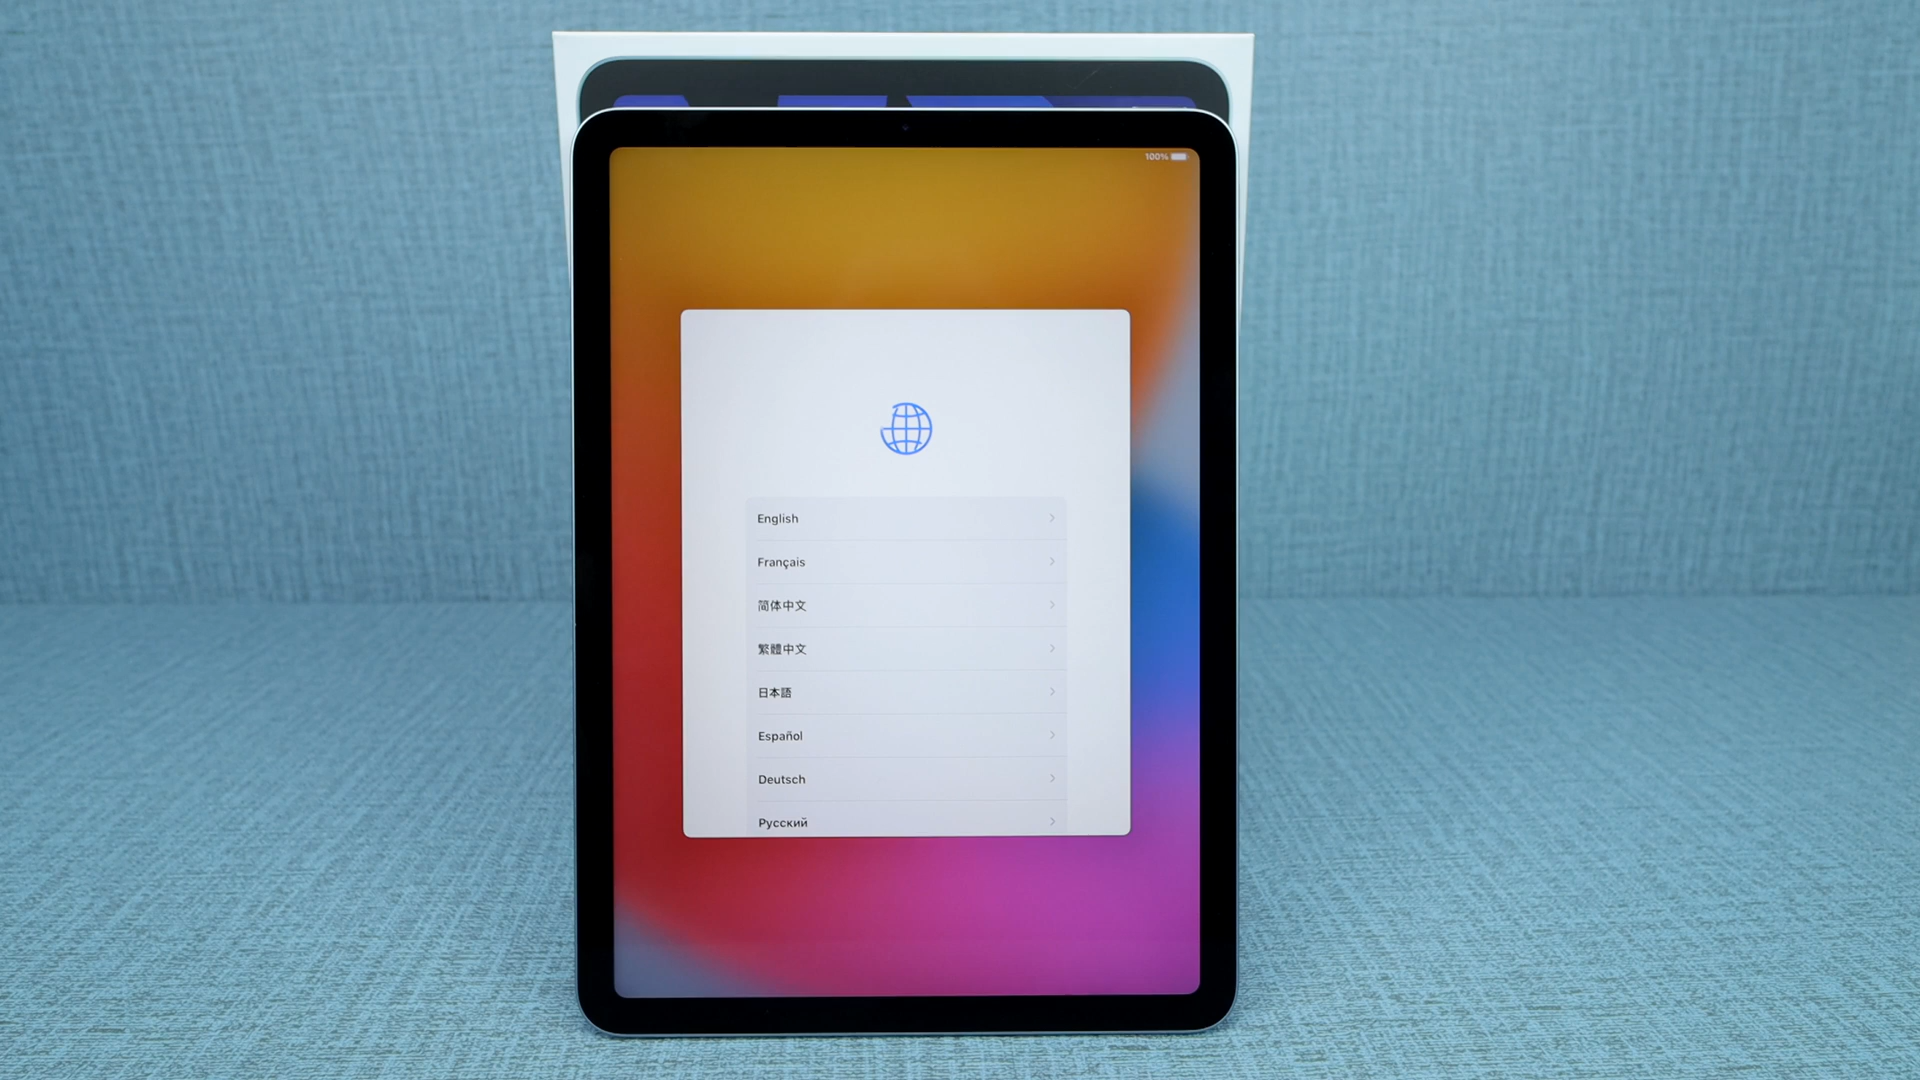 100%
English
Français
简体中文
繁體中文
日本語
Español
Deutsch
Русский